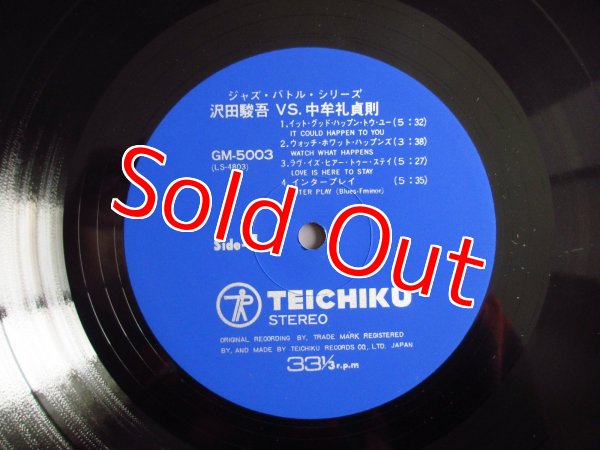 ジャズ・バトル・シリーズ
沢田駿吾 VS. 中牟礼貞則
1.イット・グッド・ハップン・トウ・ユー(5:32)
IT COULD HAPPEN TO YOU
2.ウォッチ・ホワット・ハップンズ(3:38)
WATCH WHAT HAPPENS
GM-5003
(LS-4803)
3.ラヴ・イズ・ヒアー・トゥー・ステイ(5:27)
LOVE IS HERE TO STAY
4.インタープレイ (5:35)
TER PLAY (Blues-Fminor)
Sold Out
Side-
TEICHIKU
STEREO
ORIGINAL RECORDING BY, TRADE MARK REGISTERED
BY, AND MADE BY TEICHIKU RECORDS CO., LTD. JAPAN
33⅓r.p.m